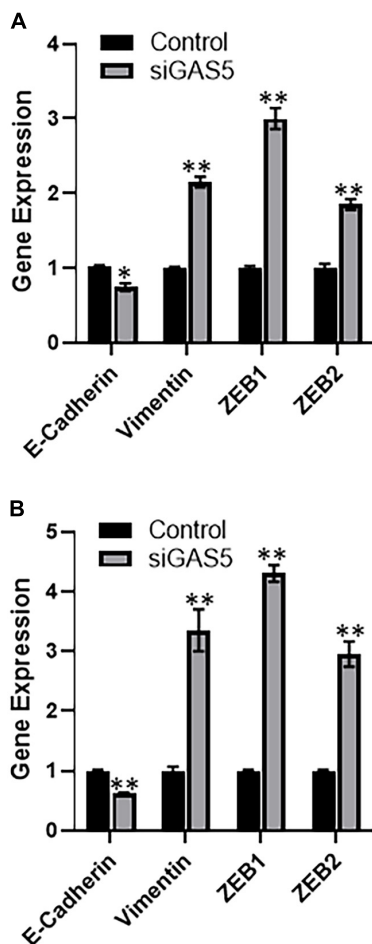 A
Control
siGAS5
Gene Expression
4
3
2
1
0
*
**
**
**
E-Cadherin
Vimentin
ZEB1
ZEB2
B
Control
siGAS5
Gene Expression
5
4
3
2
1
0
**
**
**
**
E-Cadherin
Vimentin
ZEB1
ZEB2